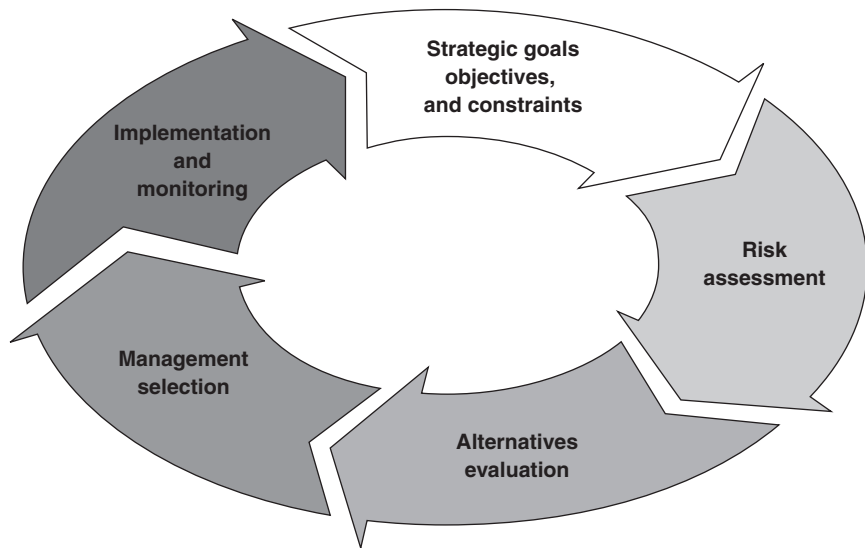 Strategic goals
objectives,
and constraints
Risk
assessment
Alternatives
evaluation
Management
selection
Implementation
and
monitoring